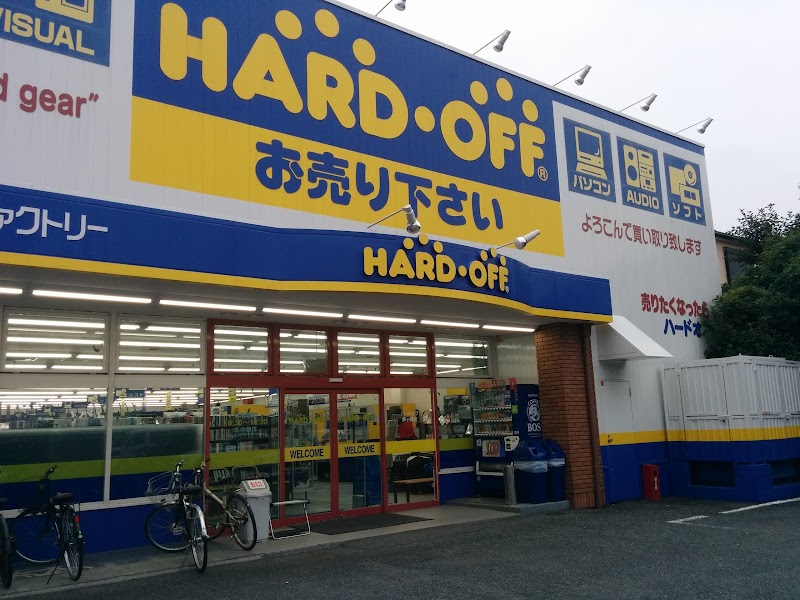 VISUAL
d gear"
HARD・OFF®
お売り下さい
パソコン
AUDIO
ソフト
よろこんで買い取り致します
ァクトリー
HARD・OFF
売りたくなったら
ハードオ
WELCOME
WELCOME
BOSS